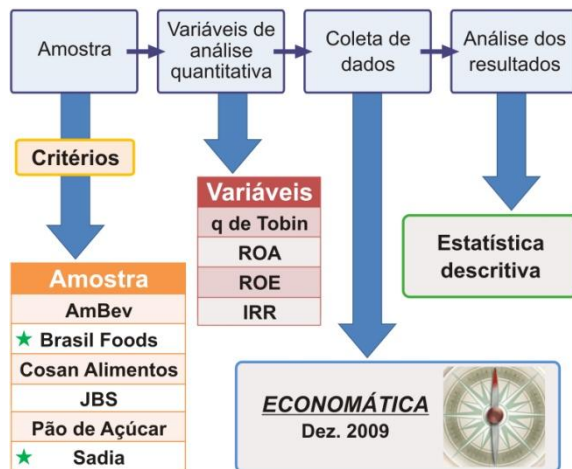 Amostra
Variáveis de
análise
quantitativa
Coleta de
dados
Análise dos
resultados
Critérios
Variáveis
q de Tobin
ROA
ROE
IRR
Estatística
descritiva
Amostra
AmBev
Brasil Foods
Cosan Alimentos
JBS
Pão de Açúcar
Sadia
ECONOMÁTICA
Dez. 2009